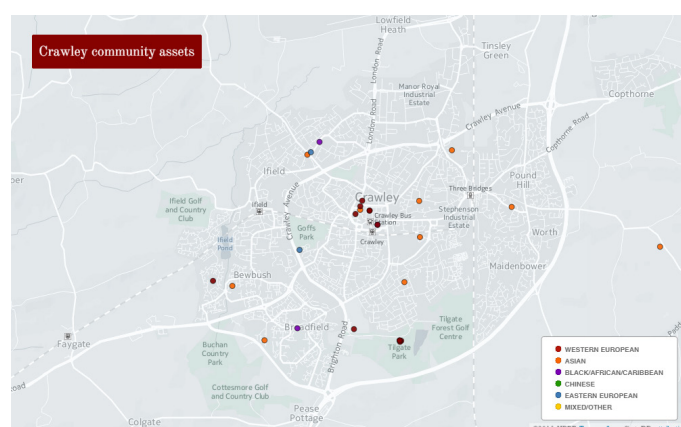 Crawley community assets
Lowfield
Heath
London Road
Tinsley
Green
Manor Royal
Industrial
Estate
Copthorne
London Road
Crawley Avenue
Copthorne Road
Ifield
Three Bridges
Pound
Hill
Crawley Avenue
Ifield Golf
and Country
Club
Ifield
Crawley
Stephenson
Industrial
Estate
Crawley Bus
Station
Goffs
Park
Worth
Ifield
Pond
Crawley
Bewbush
Maidenbower
Broadfield
Brighton Road
Tilgate
Forest Golf
Centre
Faygate
Buchan
Country
Park
Tilgate
Park
Cottesmore Golf
and Country Club
Pease
Pottage
Colgate
WESTERN EUROPEAN
ASIAN
BLACK/AFRICAN/CARIBBEAN
CHINESE
EASTERN EUROPEAN
MIXED/OTHER